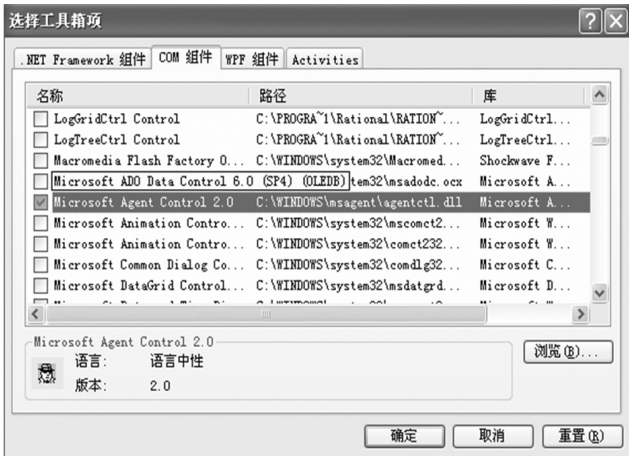 选择工具箱项
.NET Framework 组件 COM 组件 WPF 组件 Activities
名称 路径 库
LogGridCtrl Control C:\PROGRA~1\Rational\RATION~... LogGridCtrl...
LogTreeCtrl Control C:\PROGRA~1\Rational\RATION~... LogTreeCtrl...
Macromedia Flash Factory O... C:\WINDOWS\system32\Macromed... Shockwave F...
Microsoft ADO Data Control 6.0 (SP4) (OLEDB) tem32\msadodc.ocx Microsoft A...
Microsoft Agent Control 2.0 C:\WINDOWS\msagent\agentctl.dll Microsoft A...
Microsoft Animation Contro... C:\WINDOWS\system32\mscomct2... Microsoft W...
Microsoft Animation Contro... C:\WINDOWS\system32\comct232... Microsoft W...
Microsoft Common Dialog Co... C:\WINDOWS\system32\comdlg32... Microsoft C...
Microsoft DataGrid Control... C:\WINDOWS\system32\msdatgrd... Microsoft D...
Microsoft Agent Control 2.0
语言: 语言中性
版本: 2.0
浏览(B)...
确定 取消 重置(R)